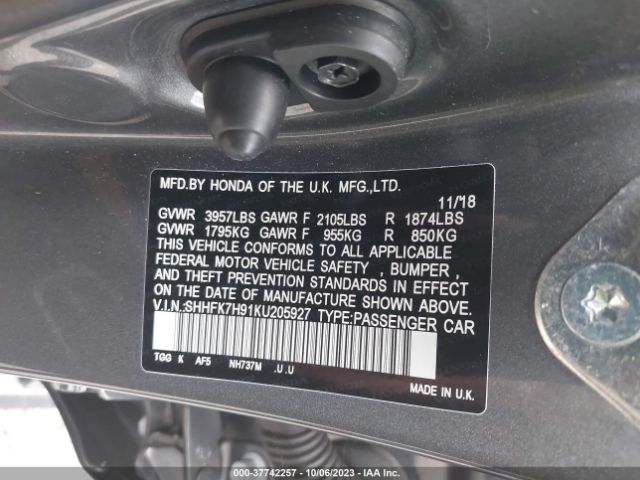 MFD.BY HONDA OF THE U.K. MFG.,LTD.
11/18
GVWR 3957LBS GAWR F 2105LBS R 1874LBS
GVWR 1795KG GAWR F 955KG R 850KG
THIS VEHICLE CONFORMS TO ALL APPLICABLE
FEDERAL MOTOR VEHICLE SAFETY , BUMPER ,
AND THEFT PREVENTION STANDARDS IN EFFECT
ON THE DATE OF MANUFACTURE SHOWN ABOVE.
V.I.N.:SHHFK7H91KU205927 TYPE:PASSENGER CAR
TGG K AF5 NH737M .U.U
MADE IN U.K.
000-37742257 - 10/06/2023 - IAA Inc.